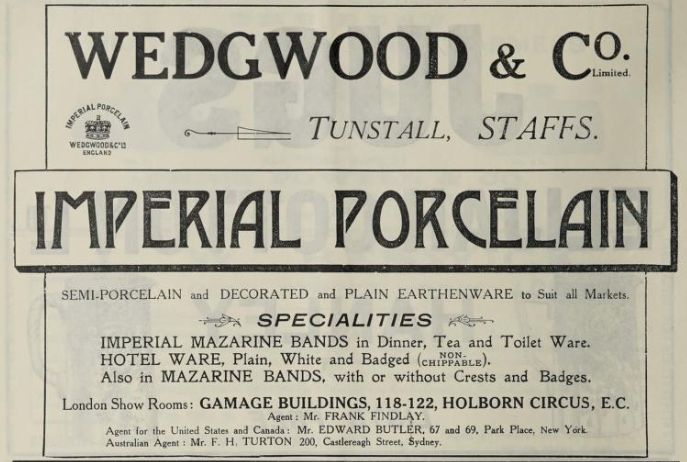 WEDGWOOD & Co.
Limited.
IMPERIAL PORCELAIN
WEDGWOOD & Co LD
ENGLAND
TUNSTALL, STAFFS.
IMPERIAL PORCELAIN
SEMI-PORCELAIN and DECORATED and PLAIN EARTHENWARE to Suit all Markets.
SPECIALITIES
IMPERIAL MAZARINE BANDS in Dinner, Tea and Toilet Ware.
HOTEL WARE, Plain, White and Badged (NON-CHIPPABLE).
Also in MAZARINE BANDS, with or without Crests and Badges.
London Show Rooms: GAMAGE BUILDINGS, 118-122, HOLBORN CIRCUS, E.C.
Agent: Mr. FRANK FINDLAY.
Agent for the United States and Canada: Mr. EDWARD BUTLER, 67 and 69, Park Place, New York.
Australian Agent: Mr. F. H. TURTON 200, Castlereagh Street, Sydney.